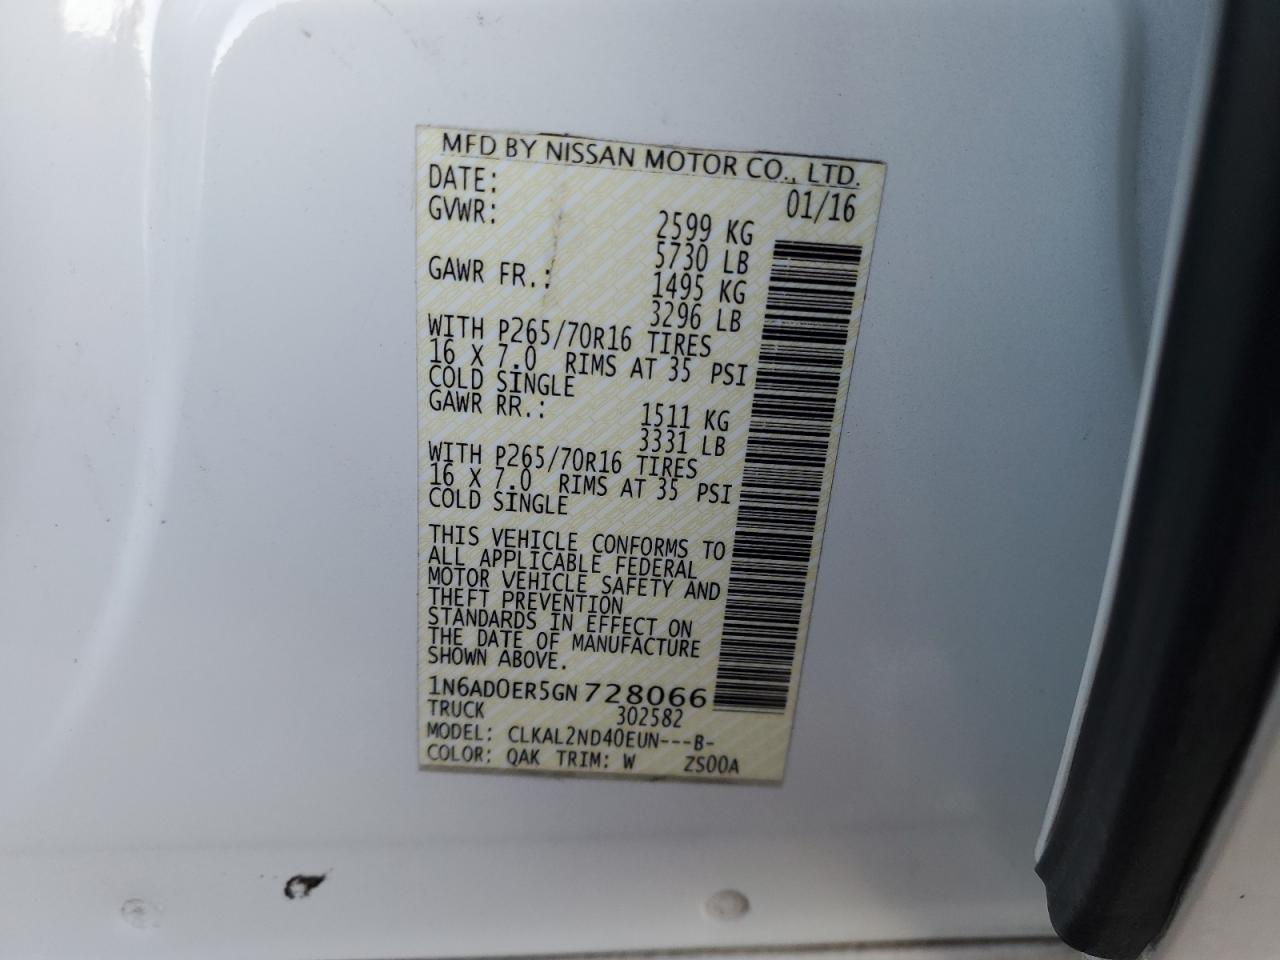 MFD BY NISSAN MOTOR CO., LTD.
DATE: 01/16
GVWR: 2599 KG
5730 LB
GAWR FR.: 1495 KG
3296 LB
WITH P265/70R16 TIRES
16 X 7.0 RIMS AT 35 PSI
COLD SINGLE
GAWR RR.: 1511 KG
3331 LB
WITH P265/70R16 TIRES
16 X 7.0 RIMS AT 35 PSI
COLD SINGLE
THIS VEHICLE CONFORMS TO
ALL APPLICABLE FEDERAL
MOTOR VEHICLE SAFETY AND
THEFT PREVENTION
STANDARDS IN EFFECT ON
THE DATE OF MANUFACTURE
SHOWN ABOVE.
1N6AD0ER5GN728066
TRUCK 302582
MODEL: CLKAL2ND40EUN---B-
COLOR: QAK TRIM: W ZS00A